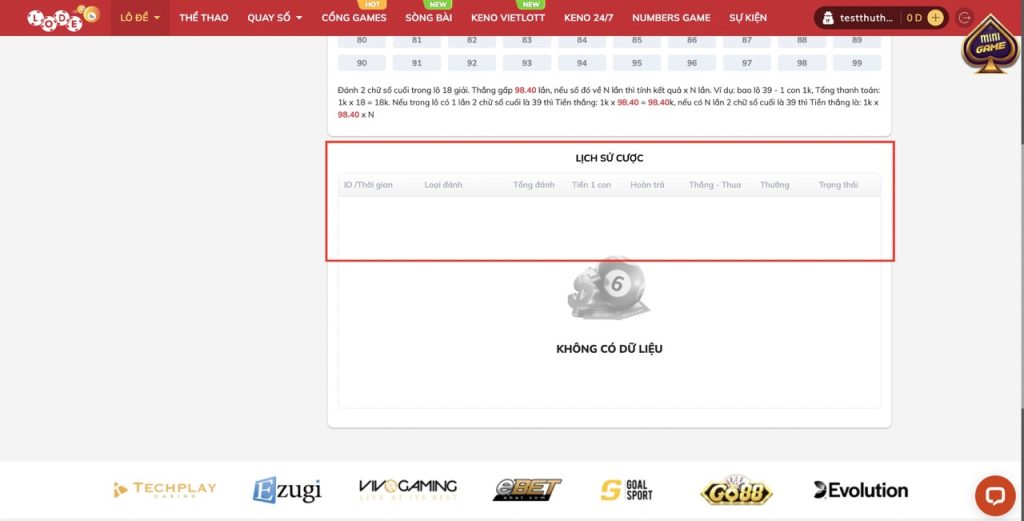 HOT NEW NEW
LODE LÔ ĐỀ THỂ THAO QUAY SỐ CỔNG GAMES SÒNG BÀI KENO VIETLOTT KENO 24/7 NUMBERS GAME SỰ KIỆN testthuth... 0 D +
mini GAME
80 81 82 83 84 85 86 87 88 89
90 91 92 93 94 95 96 97 98 99
Đánh 2 chữ số cuối trong lô 18 giải. Thắng gấp 98.40 lần, nếu số đó về N lần thì tính kết quả x N lần. Ví dụ: bao lô 39 - 1 con 1k, Tổng thanh toán:
1k x 18 = 18k. Nếu trong lô có 1 lần 2 chữ số cuối là 39 thì Tiền thắng: 1k x 98.40 = 98.40k, nếu có N lần 2 chữ số cuối là 39 thì Tiền thắng là: 1k x
98.40 x N
LỊCH SỬ CƯỢC
ID /Thời gian Loại đánh Tổng đánh Tiền 1 con Hoàn trả Thắng - Thua Thưởng Trạng thái
6
KHÔNG CÓ DỮ LIỆU
TECHPLAY CASINO Ezugi VIVOGAMING LIVE AT ITS BEST eBET ebet.com GOAL SPORT GO88 Evolution